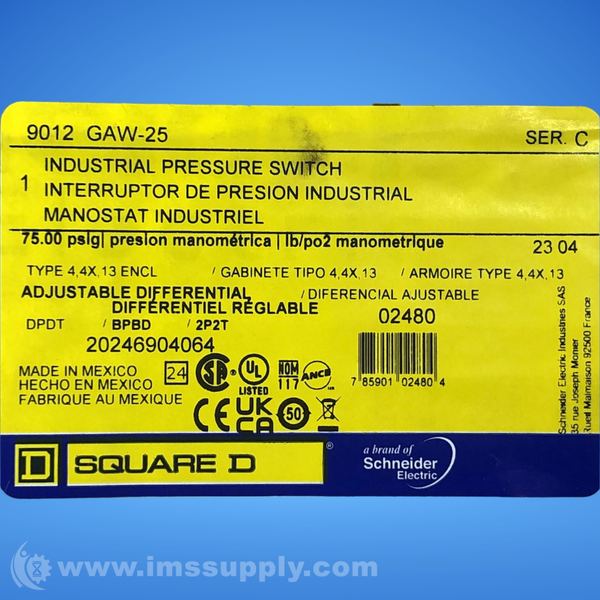 9012 GAW-25
SER. C
1
INDUSTRIAL PRESSURE SWITCH
INTERRUPTOR DE PRESION INDUSTRIAL
MANOSTAT INDUSTRIEL
75.00 psig| presion manométrica | lb/po2 manometrique
23 04
TYPE 4,4X,13 ENCL / GABINETE TIPO 4,4X,13 / ARMOIRE TYPE 4,4X,13
ADJUSTABLE DIFFERENTIAL / DIFERENCIAL AJUSTABLE
DIFFÉRENTIEL RÉGLABLE
DPDT / BPBD / 2P2T
02480
20246904064
MADE IN MEXICO
HECHO EN MEXICO
FABRIQUE AU MEXIQUE
24
SA
UL
LISTED
NOM
117
ANCE
CE
UK
CA
50
7 85901 02480 4
Schneider Electric Industries SAS
35 rue Joseph Monier
Rueil Malmaison 92500 France
D
SQUARE D
®
a brand of
Schneider
Electric
www.imssupply.com